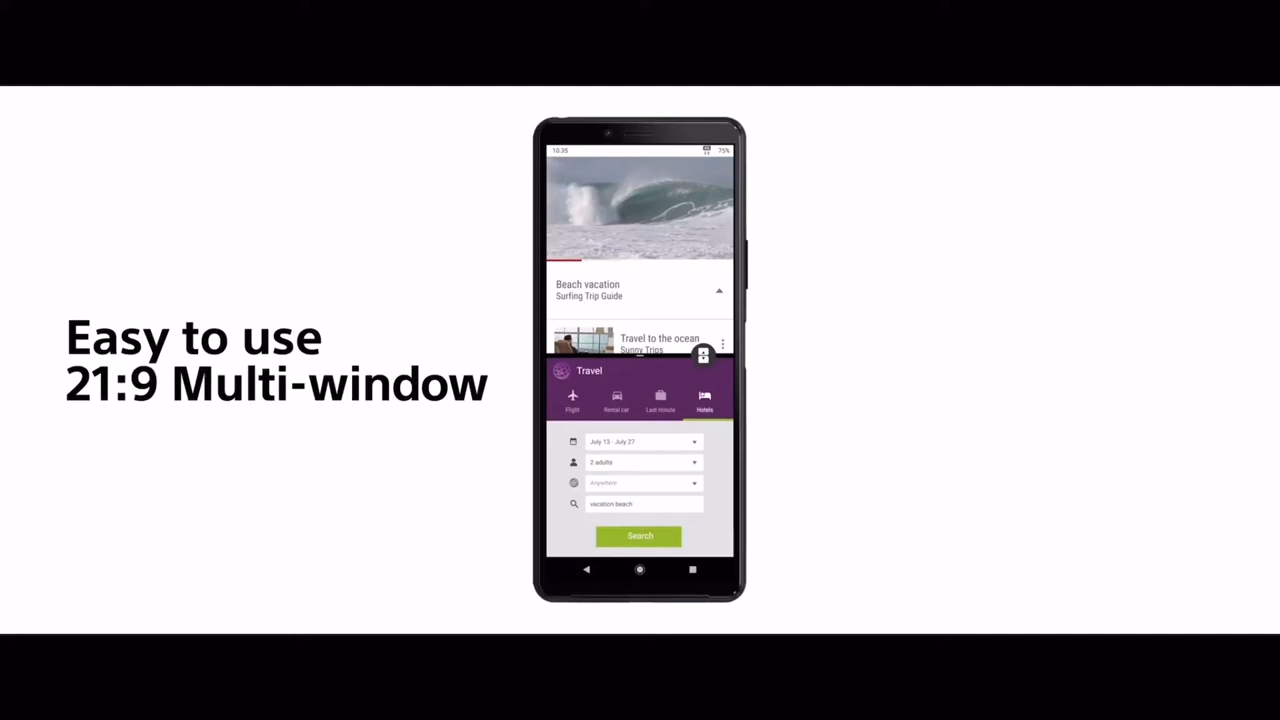 Easy to use
21:9 Multi-window
10:35
75%
Beach vacation
Surfing Trip Guide
Travel to the ocean
Sunny Trips
Travel
Flight
Rental car
Last minute
Hotels
July 13 - July 27
2 adults
Anywhere
vacation beach
Search